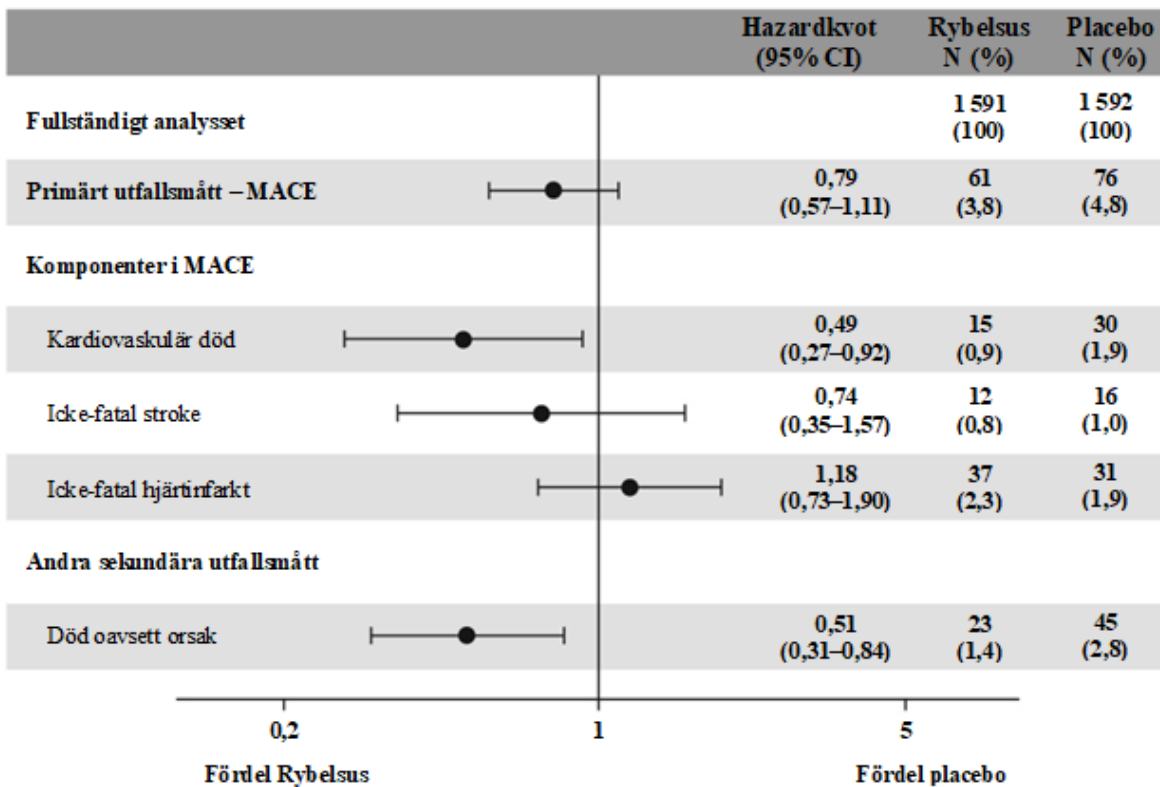 Hazardkvot Rybelsus Placebo
(95% CI) N (%) N (%)
1 591 1 592
Fullständigt analysset
(100) (100)
0,79 61 76
Primärt utfallsmått – MACE
(0,57–1,11) (3,8) (4,8)
Komponenter i MACE
0,49 15 30
Kardiovaskulär död
(0,27–0,92) (0,9) (1,9)
0,74 12 16
Icke-fatal stroke
(0,35–1,57) (0,8) (1,0)
1,18 37 31
Icke-fatal hjärtinfarkt
(0,73–1,90) (2,3) (1,9)
Andra sekundära utfallsmått
0,51 23 45
Död oavsett orsak
(0,31–0,84) (1,4) (2,8)
0,2 1 5
Fördel Rybelsus Fördel placebo